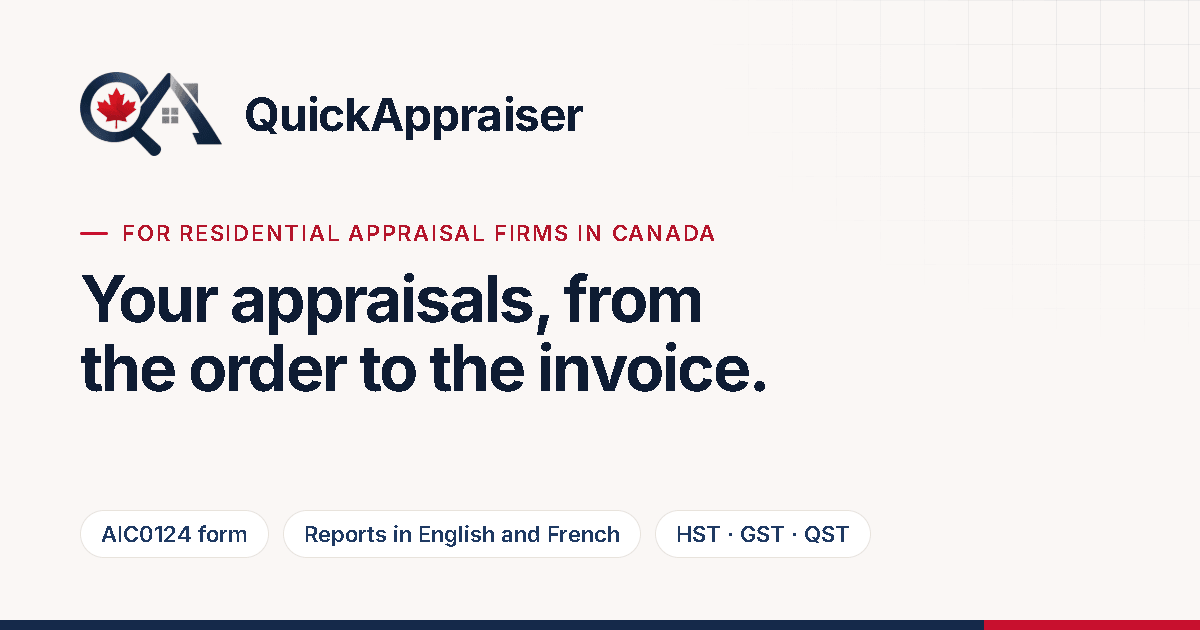 QuickAppraiser
— FOR RESIDENTIAL APPRAISAL FIRMS IN CANADA
Your appraisals, from
the order to the invoice.
AIC0124 form
Reports in English and French
HST · GST · QST